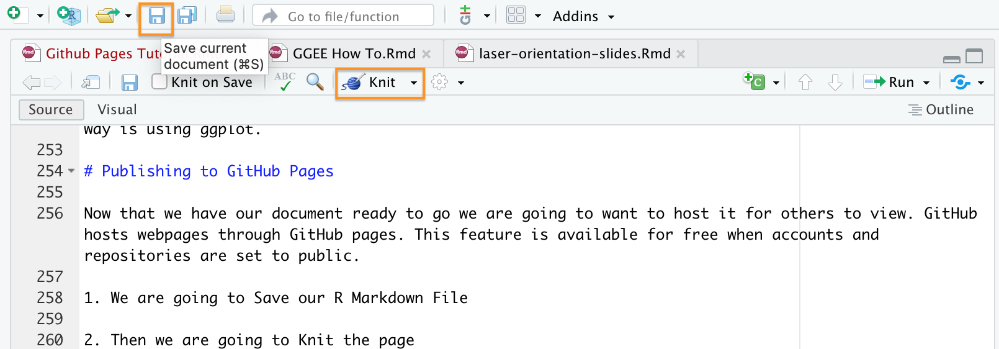 Go to file/function
Addins
Github Pages Tu
Save current
document (⌘S)
GGEE How To.Rmd
laser-orientation-slides.Rmd
Knit on Save
ABC
Knit
C
Run
Source
Visual
Outline
way is using ggplot.
253
254 # Publishing to GitHub Pages
255
256 Now that we have our document ready to go we are going to want to host it for others to view. GitHub
hosts webpages through GitHub pages. This feature is available for free when accounts and
repositories are set to public.
257
258 1. We are going to Save our R Markdown File
259
260 2. Then we are going to Knit the page